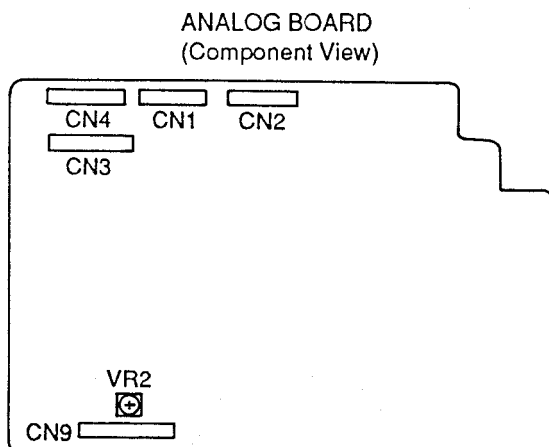 ANALOG BOARD
(Component View)
CN4
CN1
CN2
CN3
VR2
CN9